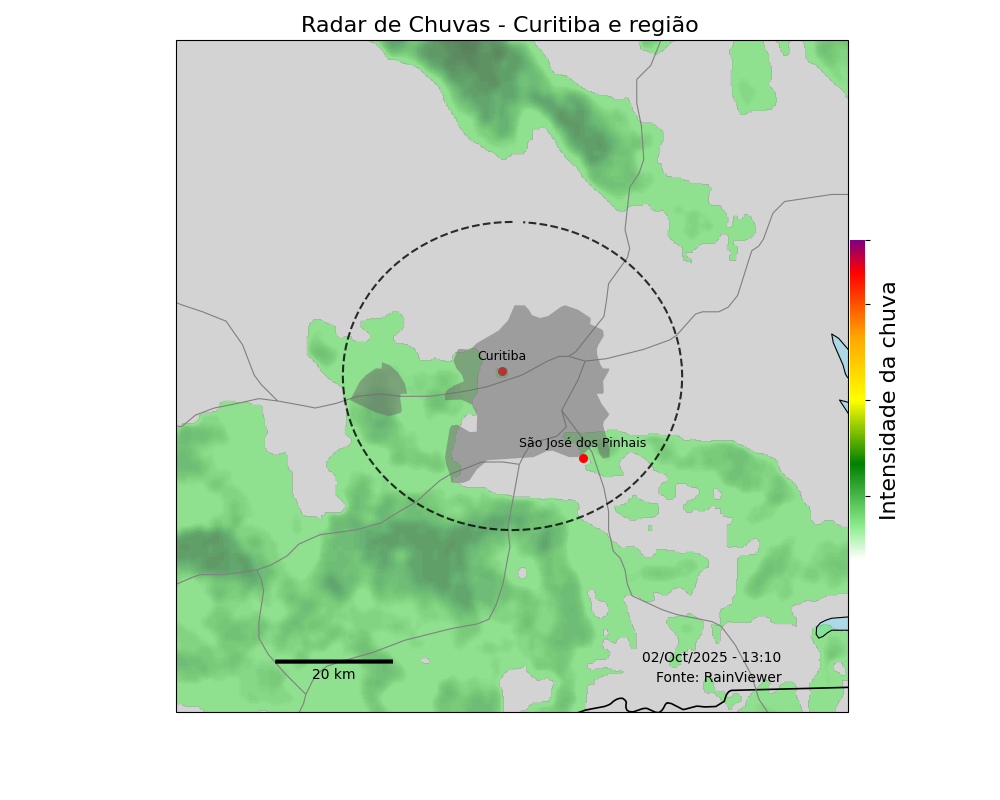 Radar de Chuvas - Curitiba e região
Curitiba
São José dos Pinhais
Intensidade da chuva
02/Oct/2025 - 13:10
Fonte: RainViewer
20 km